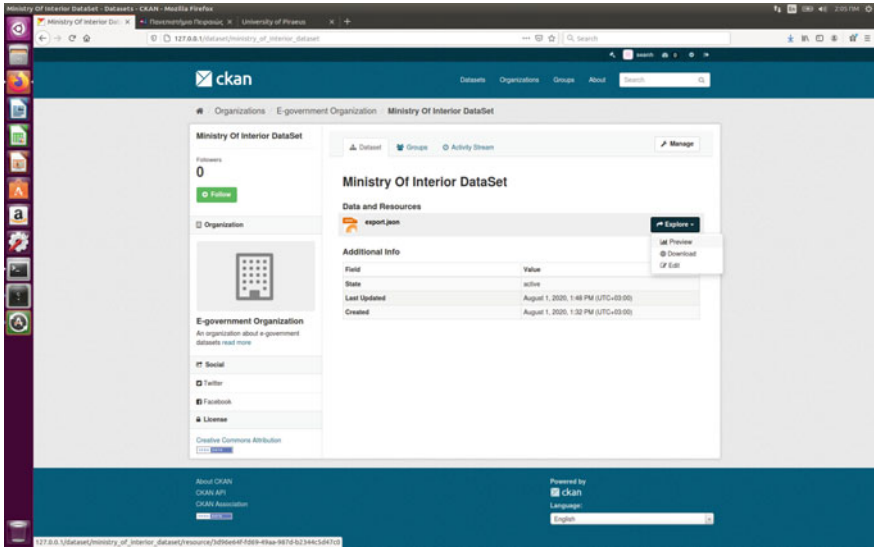 Ministry Of Interior DataSet - Datasets - CKAN - Mozilla Firefox
2:05 ΠΜ
Ministry Of Interior Dat
Πανεπιστήμιο Πειραιώς
University of Piraeus
127.0.0.1/dataset/ministry_of_interior_dataset
Search
search
ckan
Datasets
Organizations
Groups
About
Search
Organizations
E-government Organization
Ministry Of Interior DataSet
Ministry Of Interior DataSet
Followers
0
Follow
Organization
E-government Organization
An organization about e-government
datasets read more
Social
Twitter
Facebook
License
Creative Commons Attribution
Dataset
Groups
Activity Stream
Manage
Ministry Of Interior DataSet
Data and Resources
export.json
Explore
Preview
Download
Edit
Additional Info
Field Value
State active
Last Updated August 1, 2020, 1:48 PM (UTC+03:00)
Created August 1, 2020, 1:32 PM (UTC+03:00)
About CKAN
CKAN API
CKAN Association
Powered by
ckan
Language:
English